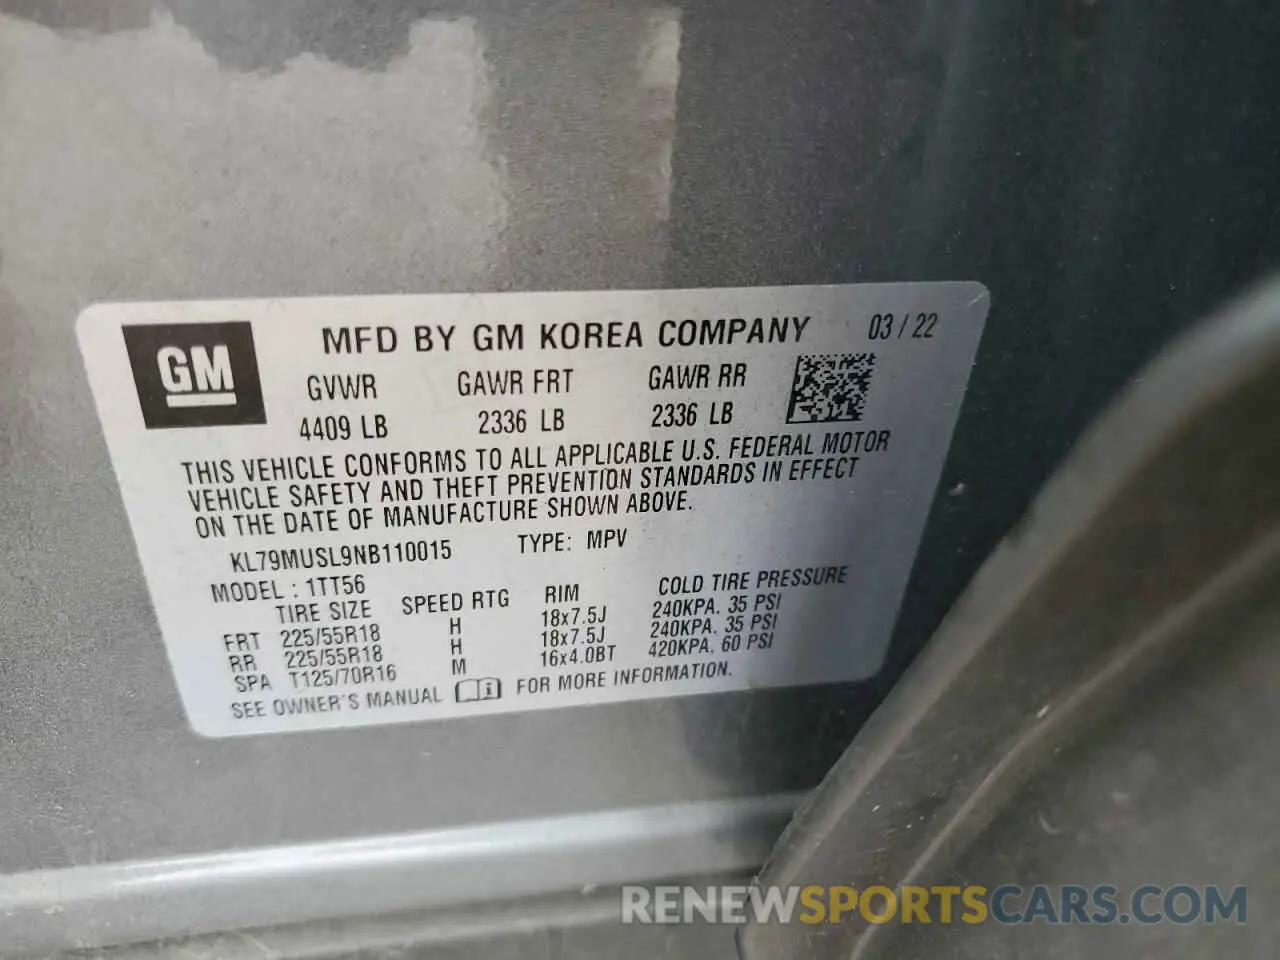 GM
MFD BY GM KOREA COMPANY 03/22
GVWR GAWR FRT GAWR RR
4409 LB 2336 LB 2336 LB
THIS VEHICLE CONFORMS TO ALL APPLICABLE U.S. FEDERAL MOTOR
VEHICLE SAFETY AND THEFT PREVENTION STANDARDS IN EFFECT
ON THE DATE OF MANUFACTURE SHOWN ABOVE.
KL79MUSL9NB110015 TYPE: MPV
MODEL : 1TT56
TIRE SIZE SPEED RTG RIM COLD TIRE PRESSURE
FRT 225/55R18 H 18x7.5J 240KPA. 35 PSI
RR 225/55R18 H 18x7.5J 240KPA. 35 PSI
SPA T125/70R16 M 16x4.0BT 420KPA. 60 PSI
SEE OWNER'S MANUAL FOR MORE INFORMATION.
RENEWSPORTSCARS.COM